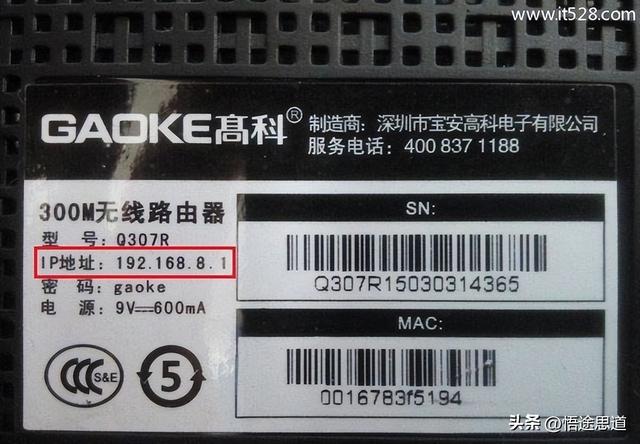 www.it528.com
GAOKE高科®
制造商：深圳市宝安高科电子有限公司
服务电话：400 837 1188
300M无线路由器
型 号：Q307R
IP地址：192.168.8.1
密 码：gaoke
电 源：9V⎓600mA
SN:
Q307R15030314365
MAC:
0016783f5194
CCC S&E
5
头条 @悟途思道